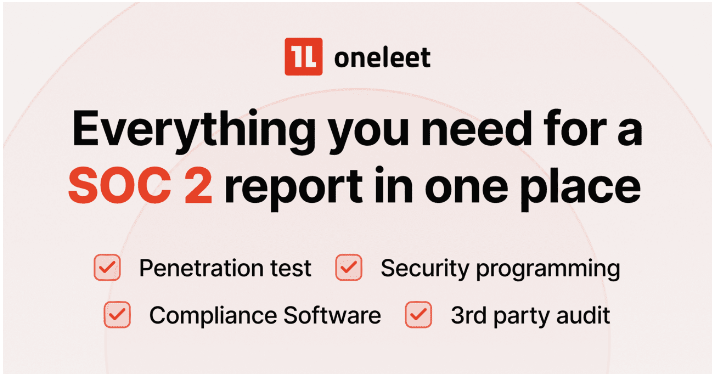 1L oneleet
Everything you need for a
SOC 2 report in one place
Penetration test Security programming
Compliance Software 3rd party audit